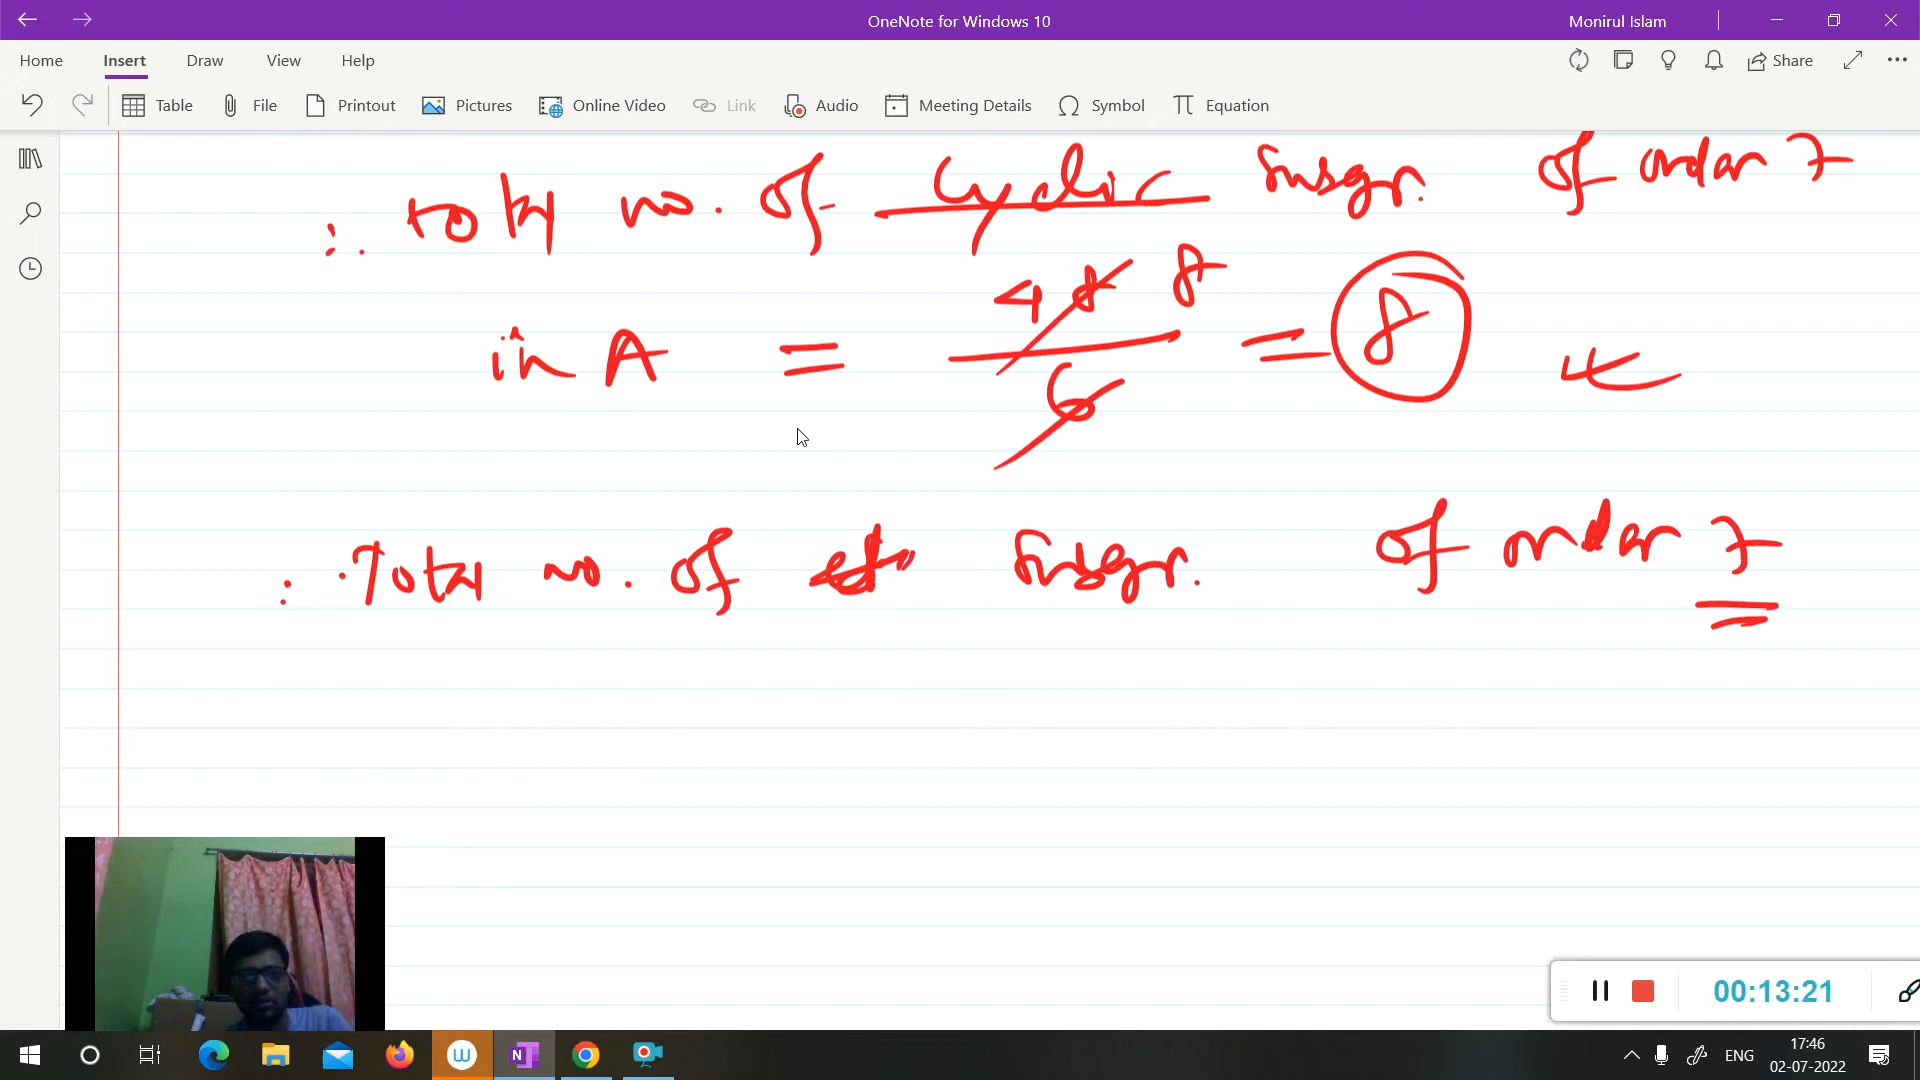 OneNote for Windows 10
Monirul Islam
Home Insert Draw View Help
Share
Table File Printout Pictures Online Video Link Audio Meeting Details Symbol Equation
∴ total no. of cyclic subgr. of order 7
in A = 48 8 / 6 = 8
∴ Total no. of subgr. of order 7
00:13:21
ENG
17:46
02-07-2022